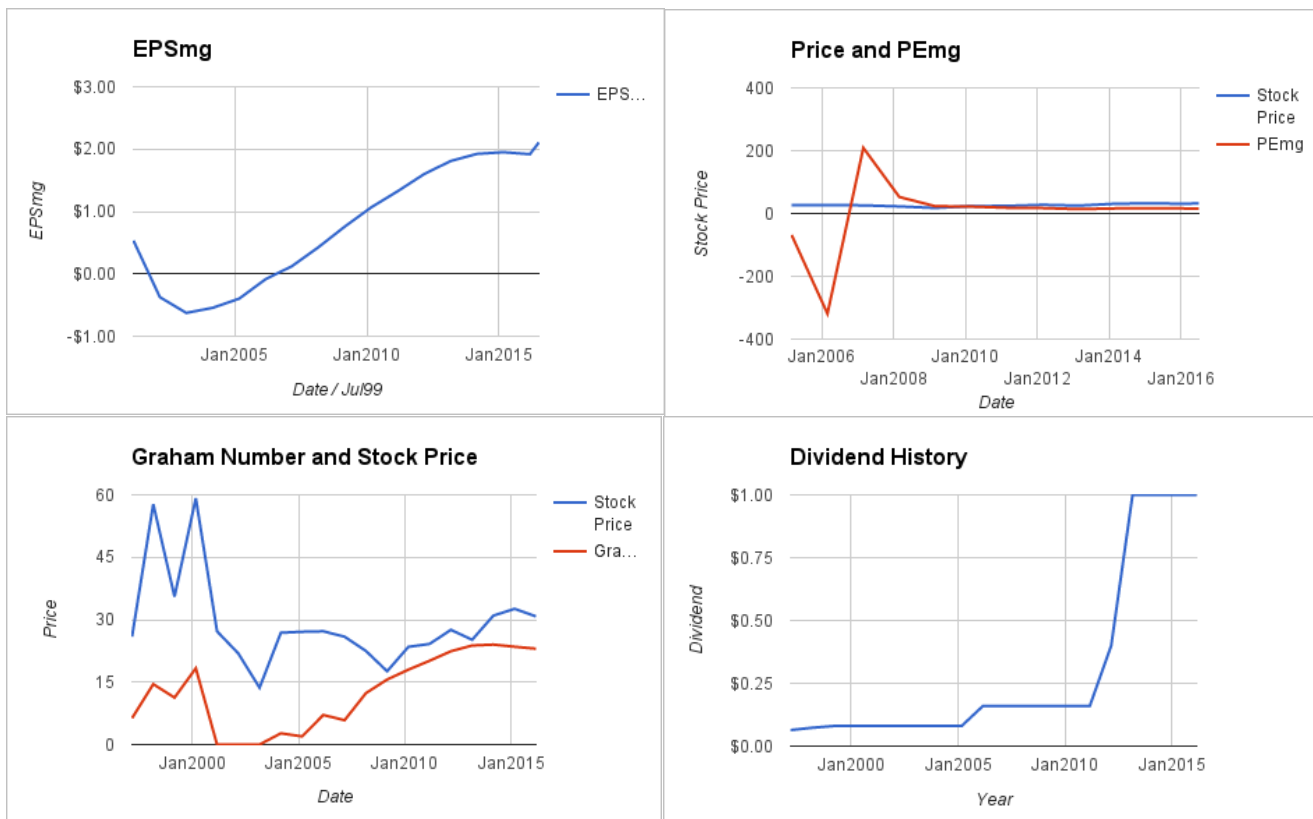 EPSmg
$3.00
$2.00
$1.00
$0.00
-$1.00
EPSmg
EPS...
Jan2005 Jan2010 Jan2015
Date / Jul99
Price and PEmg
400
200
0
-200
-400
Stock Price
Stock
Price
PEmg
Jan2006 Jan2010 Jan2014
Jan2008 Jan2012 Jan2016
Date
Graham Number and Stock Price
60
45
30
15
0
Price
Stock
Price
Gra...
Jan2000 Jan2005 Jan2010 Jan2015
Date
Dividend History
$1.00
$0.75
$0.50
$0.25
$0.00
Dividend
Jan2000 Jan2005 Jan2010 Jan2015
Year